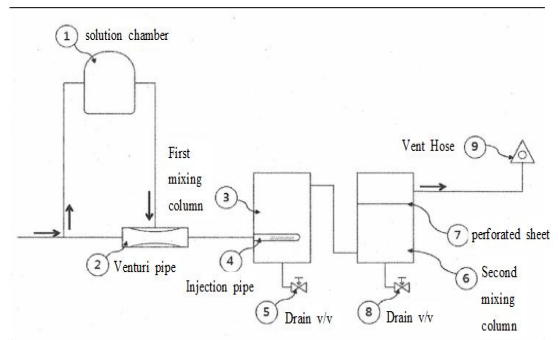 1 solution chamber
First
mixing
column
Vent Hose 9
3
2 Venturi pipe
4
Injection pipe
7 perforated sheet
6 Second
mixing
column
5 Drain v/v
8 Drain v/v